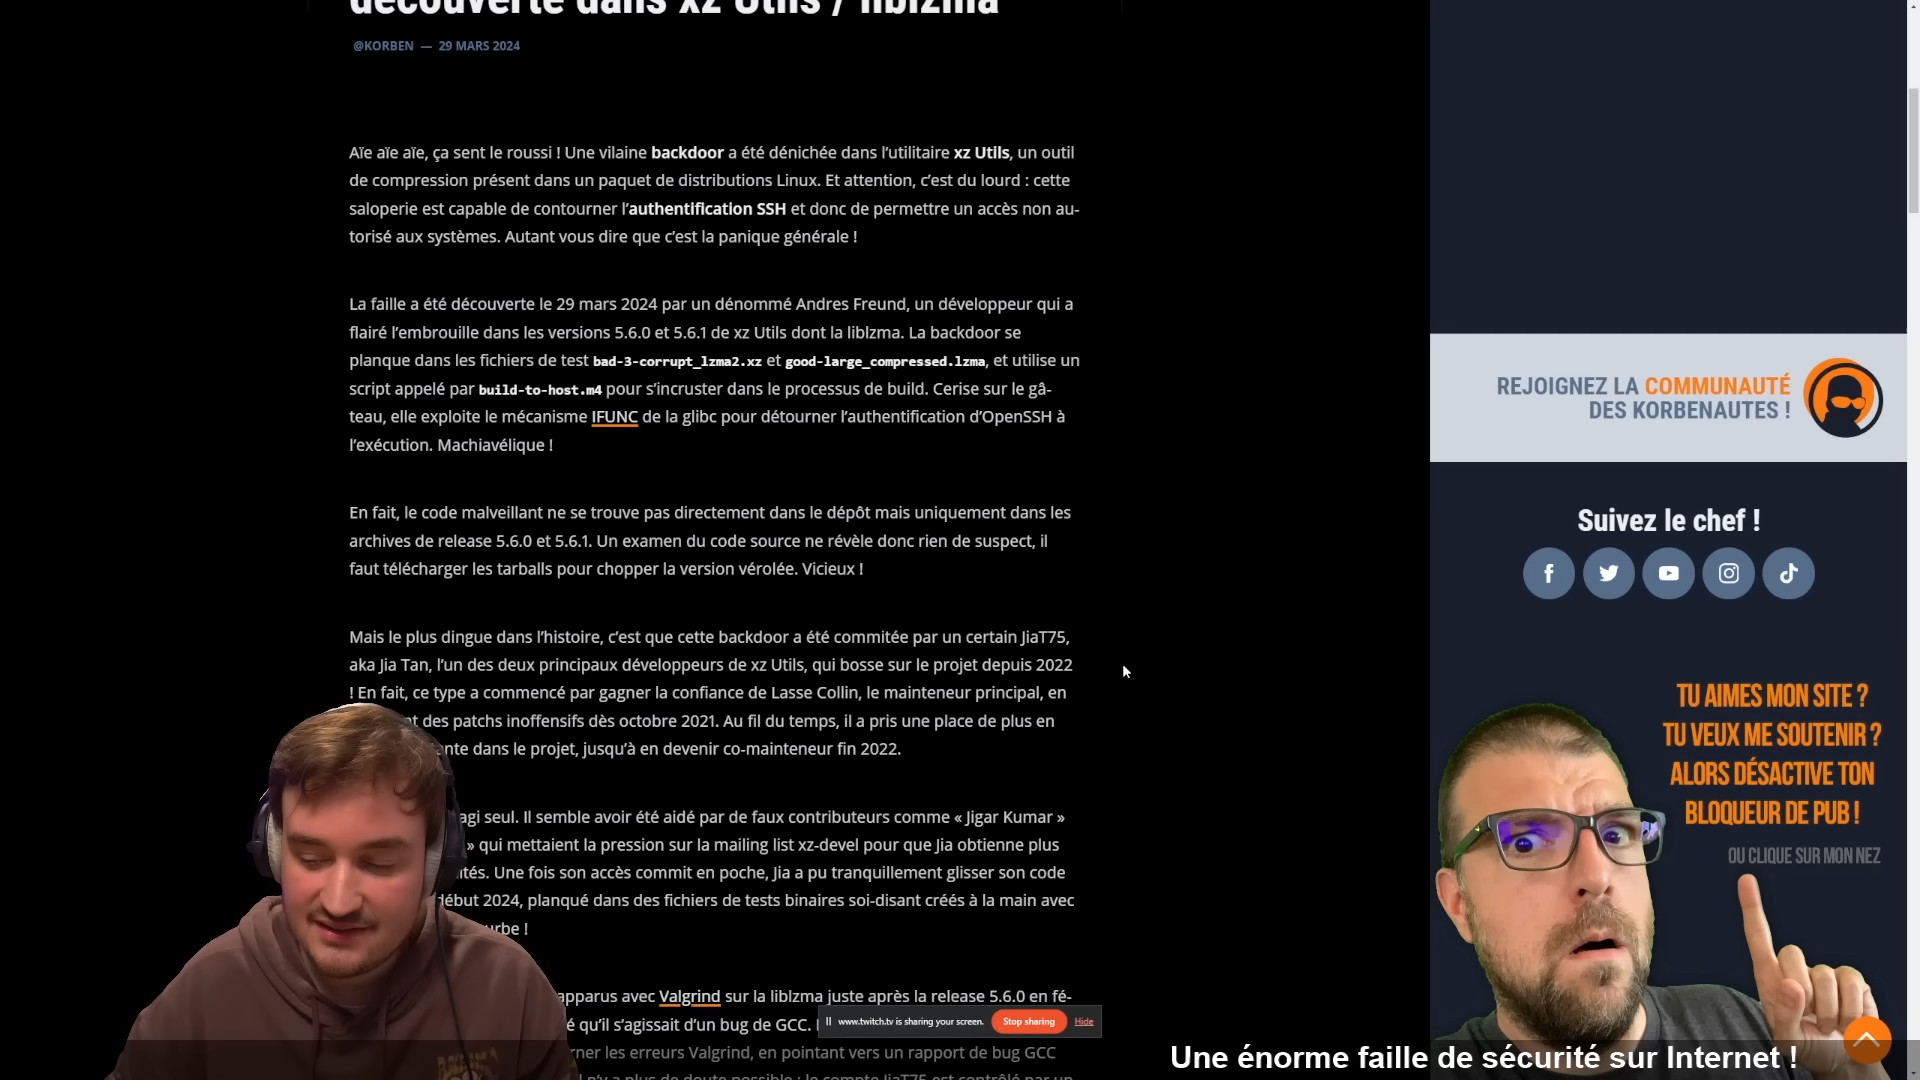 découverte dans xz Utils / liblzma
@KORBEN — 29 MARS 2024
Aïe aïe aïe, ça sent le roussi ! Une vilaine backdoor a été dénichée dans l’utilitaire xz Utils, un outil
de compression présent dans un paquet de distributions Linux. Et attention, c’est du lourd : cette
saloperie est capable de contourner l’authentification SSH et donc de permettre un accès non au-
torisé aux systèmes. Autant vous dire que c’est la panique générale !
La faille a été découverte le 29 mars 2024 par un dénommé Andres Freund, un développeur qui a
flairé l’embrouille dans les versions 5.6.0 et 5.6.1 de xz Utils dont la liblzma. La backdoor se
planque dans les fichiers de test bad-3-corrupt_lzma2.xz et good-large_compressed.lzma, et utilise un
script appelé par build-to-host.m4 pour s’incruster dans le processus de build. Cerise sur le gâ-
teau, elle exploite le mécanisme IFUNC de la glibc pour détourner l’authentification d’OpenSSH à
l’exécution. Machiavélique !
En fait, le code malveillant ne se trouve pas directement dans le dépôt mais uniquement dans les
archives de release 5.6.0 et 5.6.1. Un examen du code source ne révèle donc rien de suspect, il
faut télécharger les tarballs pour chopper la version vérolée. Vicieux !
Mais le plus dingue dans l’histoire, c’est que cette backdoor a été commitée par un certain JiaT75,
aka Jia Tan, l’un des deux principaux développeurs de xz Utils, qui bosse sur le projet depuis 2022
! En fait, ce type a commencé par gagner la confiance de Lasse Collin, le mainteneur principal, en
des patchs inoffensifs dès octobre 2021. Au fil du temps, il a pris une place de plus en
dans le projet, jusqu’à en devenir co-mainteneur fin 2022.
agi seul. Il semble avoir été aidé par de faux contributeurs comme « Jigar Kumar »
» qui mettaient la pression sur la mailing list xz-devel pour que Jia obtienne plus
Une fois son accès commit en poche, Jia a pu tranquillement glisser son code
début 2024, planqué dans des fichiers de tests binaires soi-disant créés à la main avec
!
apparus avec Valgrind sur la liblzma juste après la release 5.6.0 en fé-
qu’il s’agissait d’un bug de GCC.
les erreurs Valgrind, en pointant vers un rapport de bug GCC
n’y a plus de doute possible : le compte JiaT75 est contrôlé par un
www.twitch.tv is sharing your screen.
Stop sharing
Hide
REJOIGNEZ LA COMMUNAUTÉ
DES KORBENAUTES !
Suivez le chef !
TU AIMES MON SITE ?
TU VEUX ME SOUTENIR ?
ALORS DÉSACTIVE TON
BLOQUEUR DE PUB !
OU CLIQUE SUR MON NEZ
Une énorme faille de sécurité sur Internet !